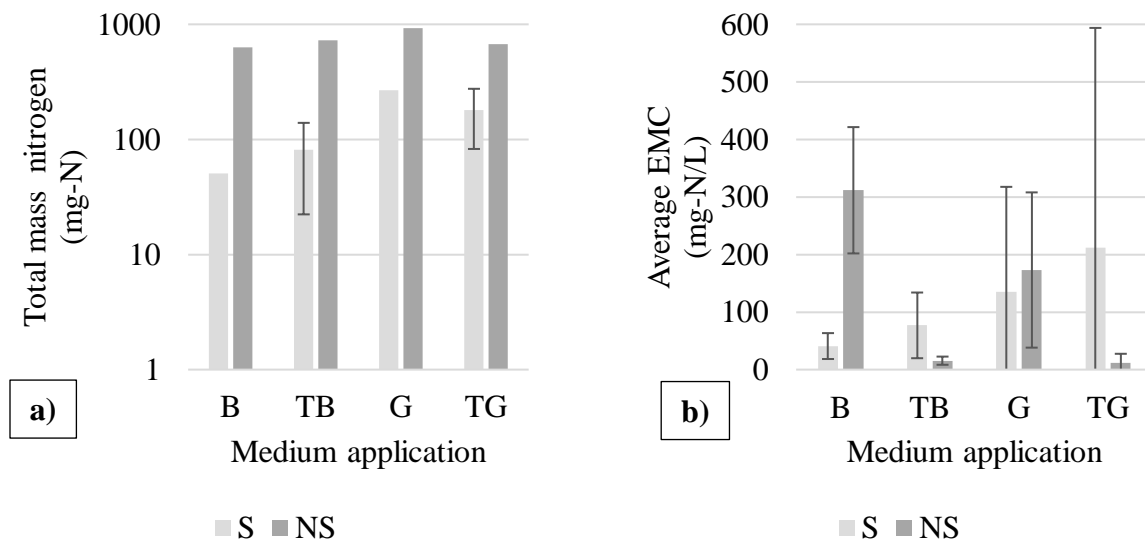 1000
100
10
1
Total mass nitrogen
(mg-N)
B TB G TG
Medium application
a)
S NS
600
500
400
300
200
100
0
Average EMC
(mg-N/L)
B TB G TG
Medium application
b)
S NS